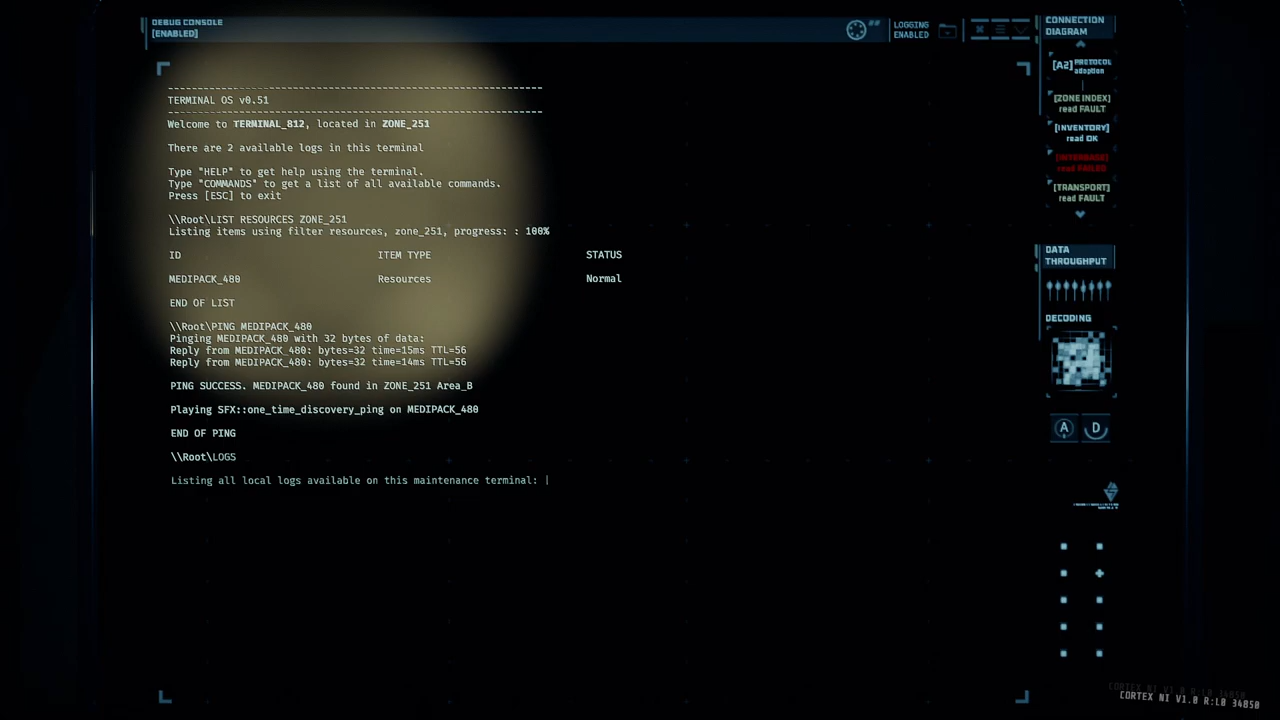 DEBUG CONSOLE
[ENABLED]
LOGGING
ENABLED
CONNECTION
DIAGRAM
[A2] PROTOCOL
adoption
[ZONE INDEX]
read FAULT
[INVENTORY]
read OK
[INTERBASE]
read FAILED
[TRANSPORT]
read FAULT
DATA
THROUGHPUT
DECODING
A D
-----------------------------------------------------------
TERMINAL OS v0.51
-----------------------------------------------------------
Welcome to TERMINAL_812, located in ZONE_251
There are 2 available logs in this terminal
Type "HELP" to get help using the terminal.
Type "COMMANDS" to get a list of all available commands.
Press [ESC] to exit
\\Root\LIST RESOURCES ZONE_251
Listing items using filter resources, zone_251, progress: : 100%
ID ITEM TYPE STATUS
MEDIPACK_480 Resources Normal
END OF LIST
\\Root\PING MEDIPACK_480
Pinging MEDIPACK_480 with 32 bytes of data:
Reply from MEDIPACK_480: bytes=32 time=15ms TTL=56
Reply from MEDIPACK_480: bytes=32 time=14ms TTL=56
PING SUCCESS. MEDIPACK_480 found in ZONE_251 Area_B
Playing SFX::one_time_discovery_ping on MEDIPACK_480
END OF PING
\\Root\LOGS
Listing all local logs available on this maintenance terminal: |
CORTEX NI V1.0 R:L0 34850